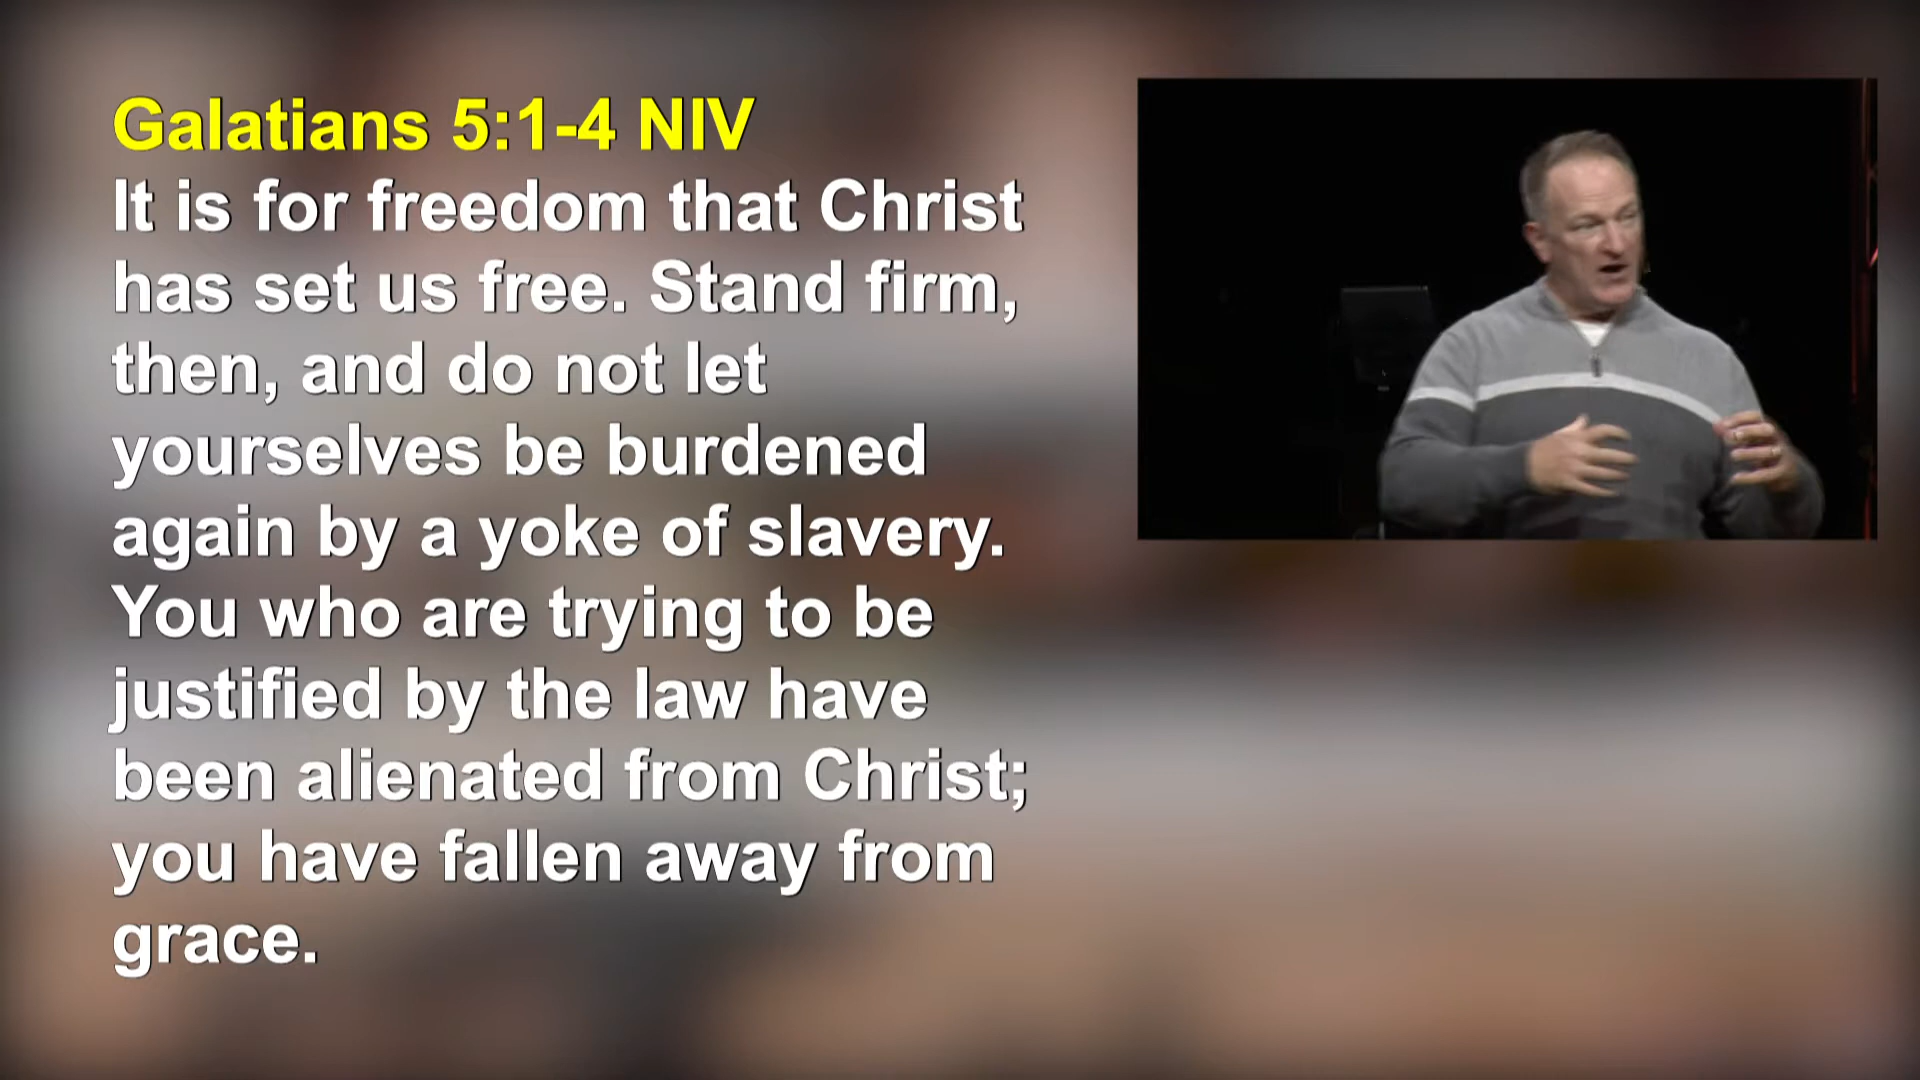 Galatians 5:1-4 NIV
It is for freedom that Christ
has set us free. Stand firm,
then, and do not let
yourselves be burdened
again by a yoke of slavery.
You who are trying to be
justified by the law have
been alienated from Christ;
you have fallen away from
grace.